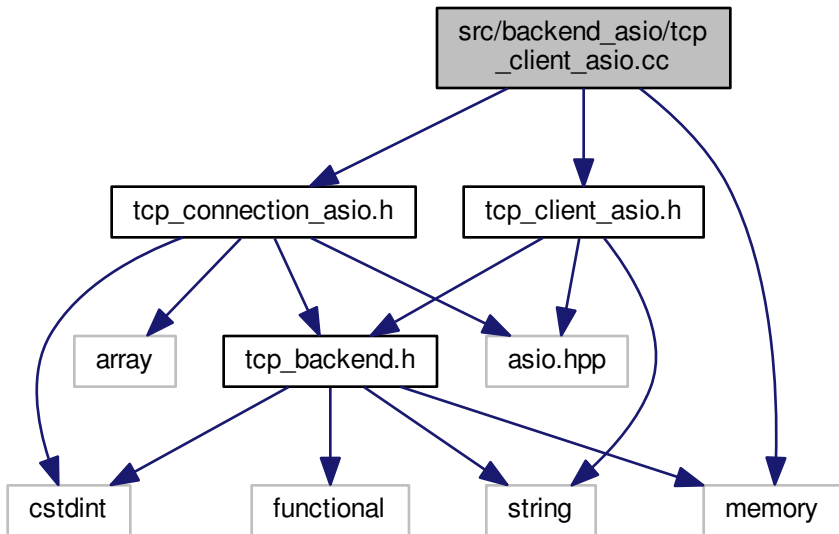 src/backend_asio/tcp
_client_asio.cc
tcp_connection_asio.h
tcp_client_asio.h
array
tcp_backend.h
asio.hpp
cstdint
functional
string
memory